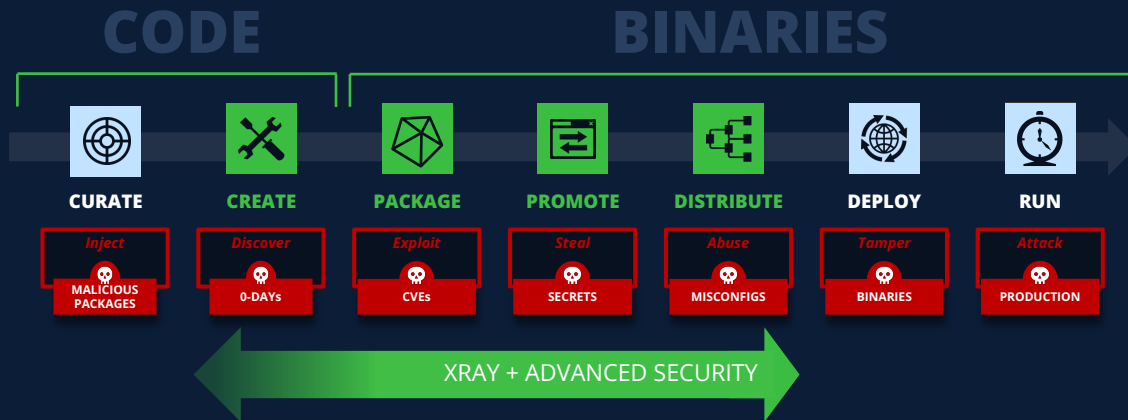 CODE
BINARIES
CURATE
CREATE
PACKAGE
PROMOTE
DISTRIBUTE
DEPLOY
RUN
Inject
MALICIOUS
PACKAGES
Discover
0-DAYs
Exploit
CVEs
Steal
SECRETS
Abuse
MISCONFIGS
Tamper
BINARIES
Attack
PRODUCTION
XRAY + ADVANCED SECURITY